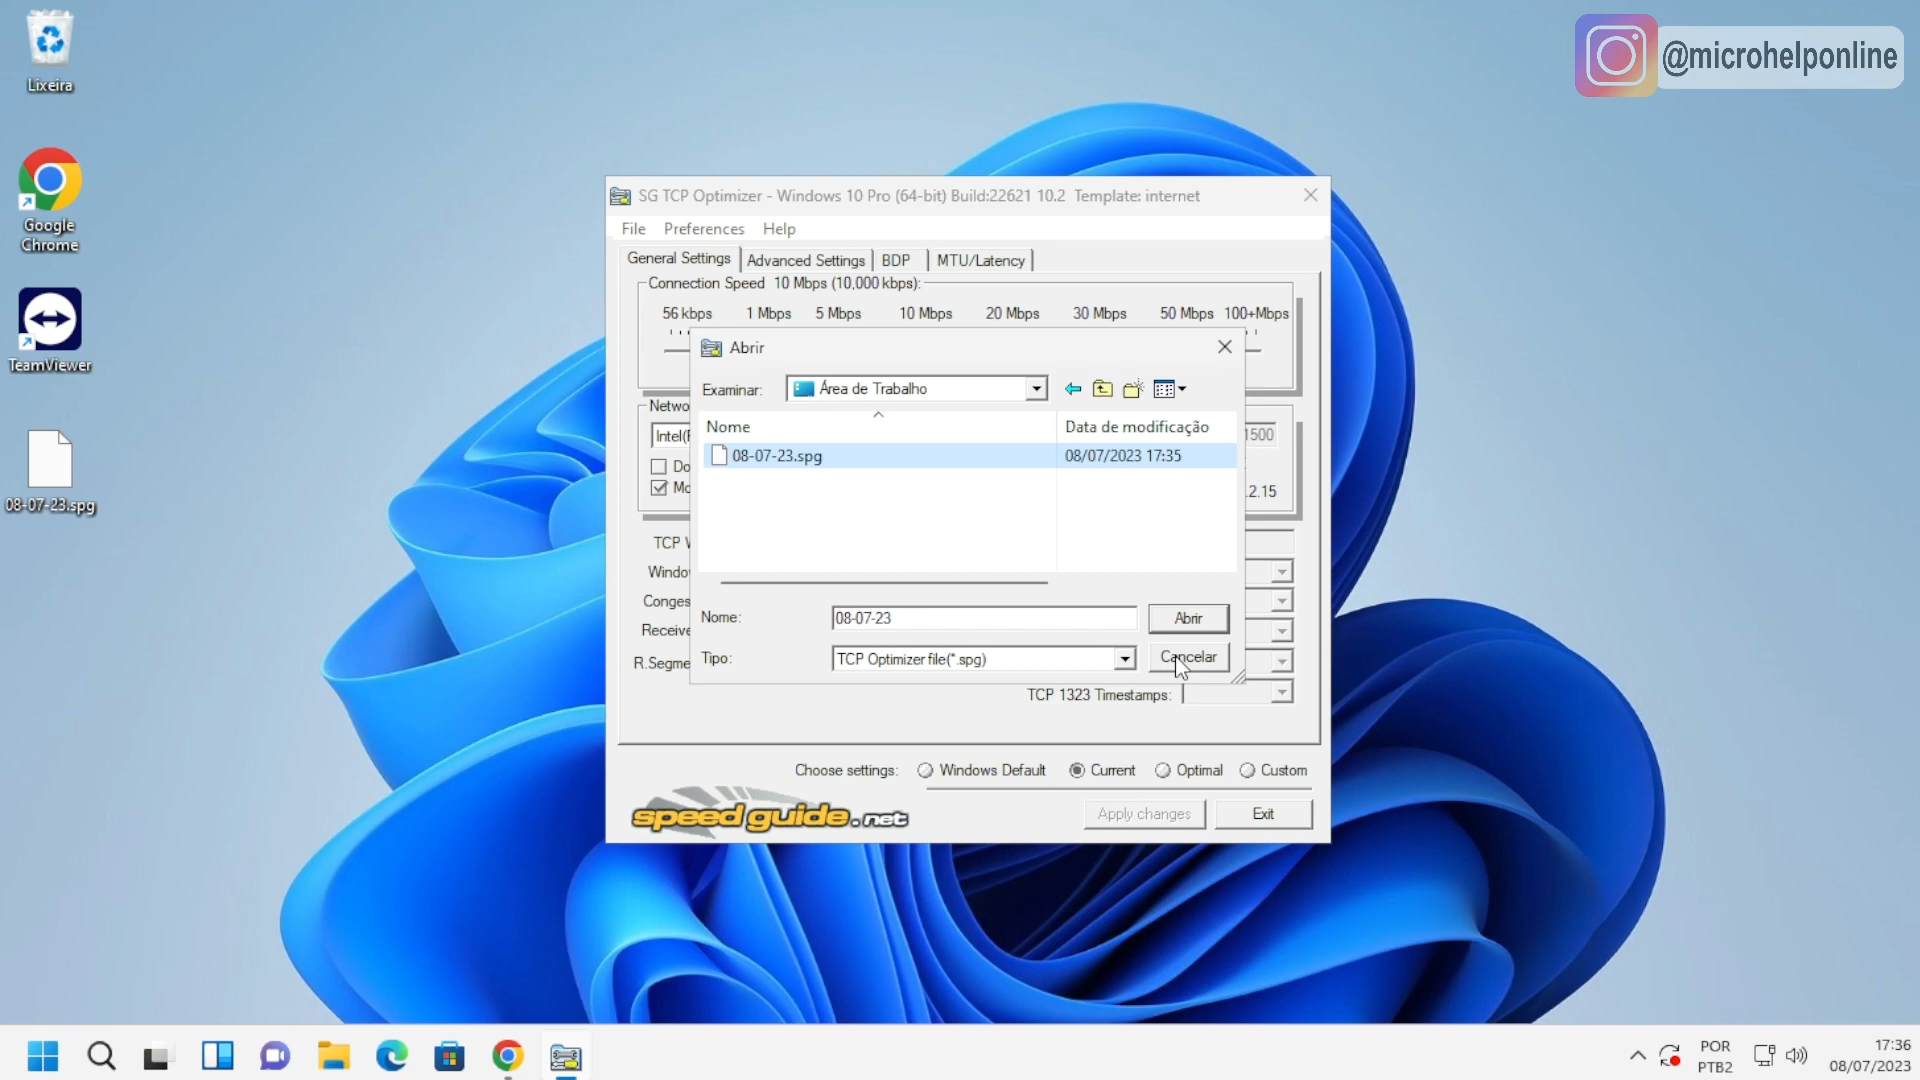 @microhelponline
Lixeira
Google
Chrome
TeamViewer
08-07-23.spg
SG TCP Optimizer - Windows 10 Pro (64-bit) Build:22621 10.2 Template: internet
File Preferences Help
General Settings Advanced Settings BDP MTU/Latency
Connection Speed 10 Mbps (10,000 kbps):
56 kbps 1 Mbps 5 Mbps 10 Mbps 20 Mbps 30 Mbps 50 Mbps 100+Mbps
Abrir
Examinar: Área de Trabalho
Nome Data de modificação
08-07-23.spg 08/07/2023 17:35
1500
.2.15
Nome: 08-07-23 Abrir
Tipo: TCP Optimizer file(*.spg) Cancelar
TCP
TCP 1323 Timestamps:
Choose settings: Windows Default Current Optimal Custom
speed guide.net
Apply changes Exit
POR
PTB2
17:36
08/07/2023